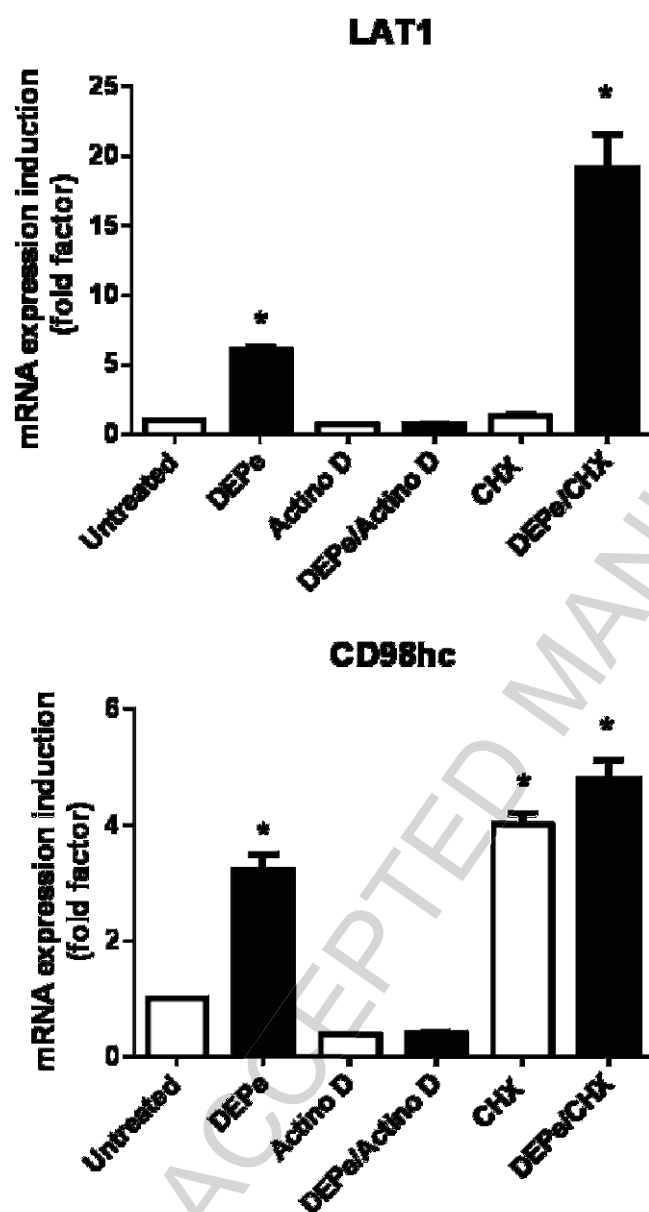 LAT1
mRNA expression induction
(fold factor)
25
20
15
10
5
0
*
*
Untreated
DEPe
Actino D
DEPe/Actino D
CHX
DEPe/CHX
CD98hc
mRNA expression induction
(fold factor)
6
4
2
0
*
*
*
Untreated
DEPe
Actino D
DEPe/Actino D
CHX
DEPe/CHX
ACCEPTED